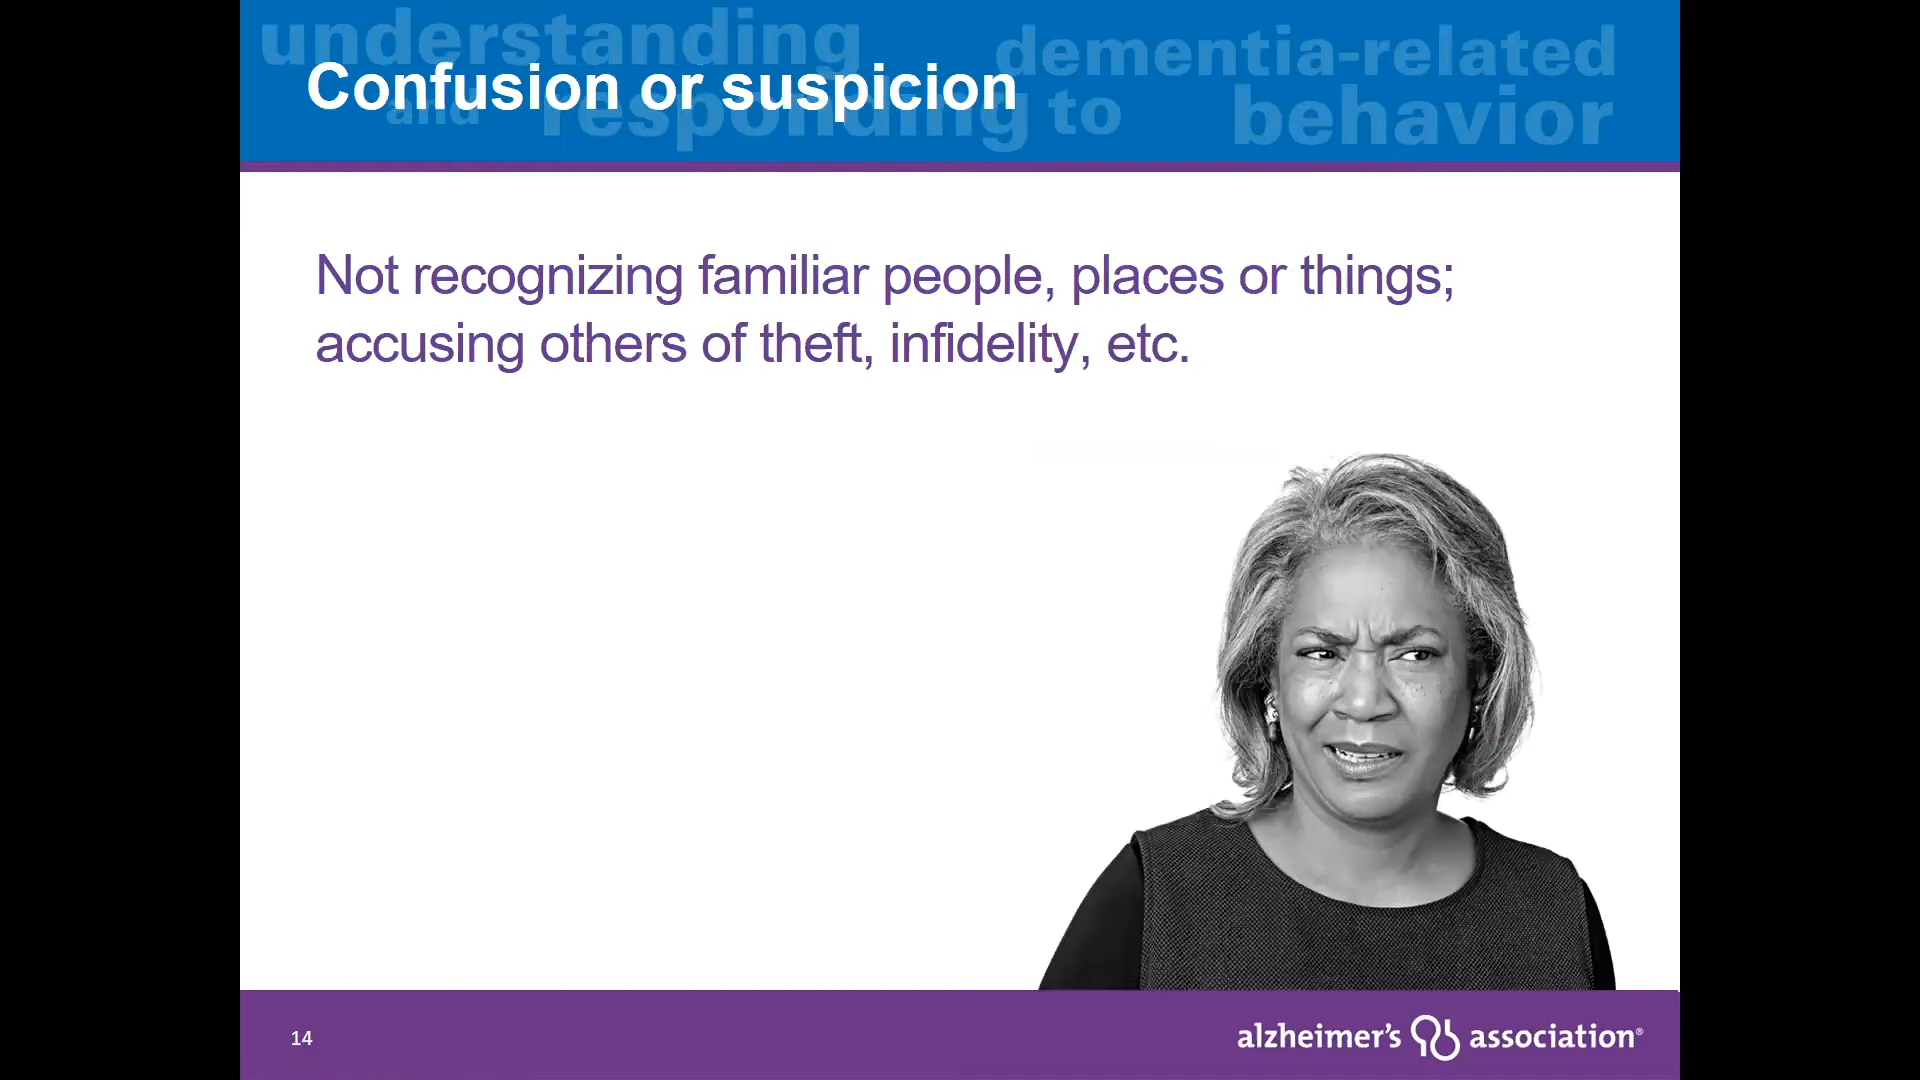 understanding
dementia-related
Confusion or suspicion
and responding to
behavior
Not recognizing familiar people, places or things;
accusing others of theft, infidelity, etc.
14
alzheimer's association®